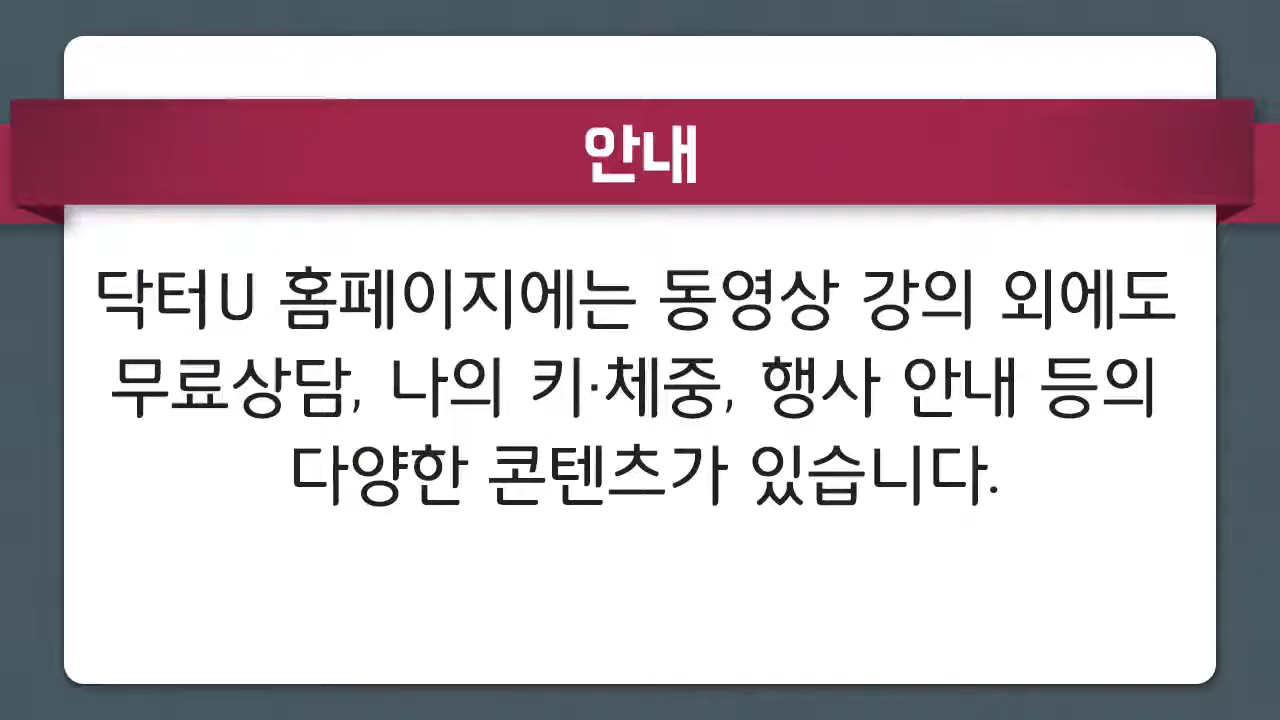 안내
닥터U 홈페이지에는 동영상 강의 외에도
무료상담, 나의 키·체중, 행사 안내 등의
다양한 콘텐츠가 있습니다.